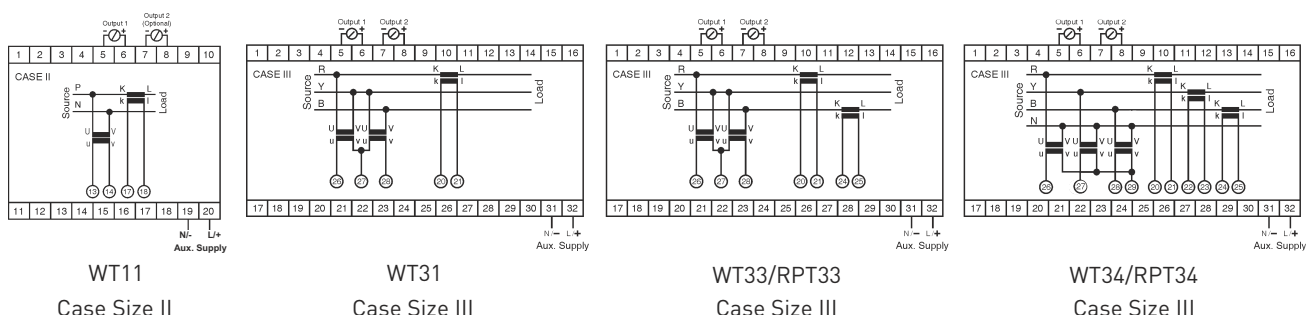 Output 1
Output 2
(Optional)
- + - +
1 2 3 4 5 6 7 8 9 10
CASE II
Source
P
N
K L
k l
Load
U V
u v
13 14 17 18
11 12 13 14 15 16 17 18 19 20
N/- L/+
Aux. Supply
WT11
Case Size II
Output 1 Output 2
- + - +
1 2 3 4 5 6 7 8 9 10 11 12 13 14 15 16
CASE III
Source
R
Y
B
K L
k l
Load
U V U V
u v u v
26 27 28 20 21
17 18 19 20 21 22 23 24 25 26 27 28 29 30 31 32
N/- L/+
Aux. Supply
WT31
Case Size III
Output 1 Output 2
- + - +
1 2 3 4 5 6 7 8 9 10 11 12 13 14 15 16
CASE III
Source
R
Y
B
K L
k l
K L
k l
Load
U V U V
u v u v
26 27 28 20 21 24 25
17 18 19 20 21 22 23 24 25 26 27 28 29 30 31 32
N/- L/+
Aux. Supply
WT33/RPT33
Case Size III
Output 1 Output 2
- + - +
1 2 3 4 5 6 7 8 9 10 11 12 13 14 15 16
CASE III
Source
R
Y
B
N
K L
k l
K L
k l
K L
k l
Load
U V U V U V
u v u v u v
26 27 28 29 20 21 22 23 24 25
17 18 19 20 21 22 23 24 25 26 27 28 29 30 31 32
N/- L/+
Aux. Supply
WT34/RPT34
Case Size III